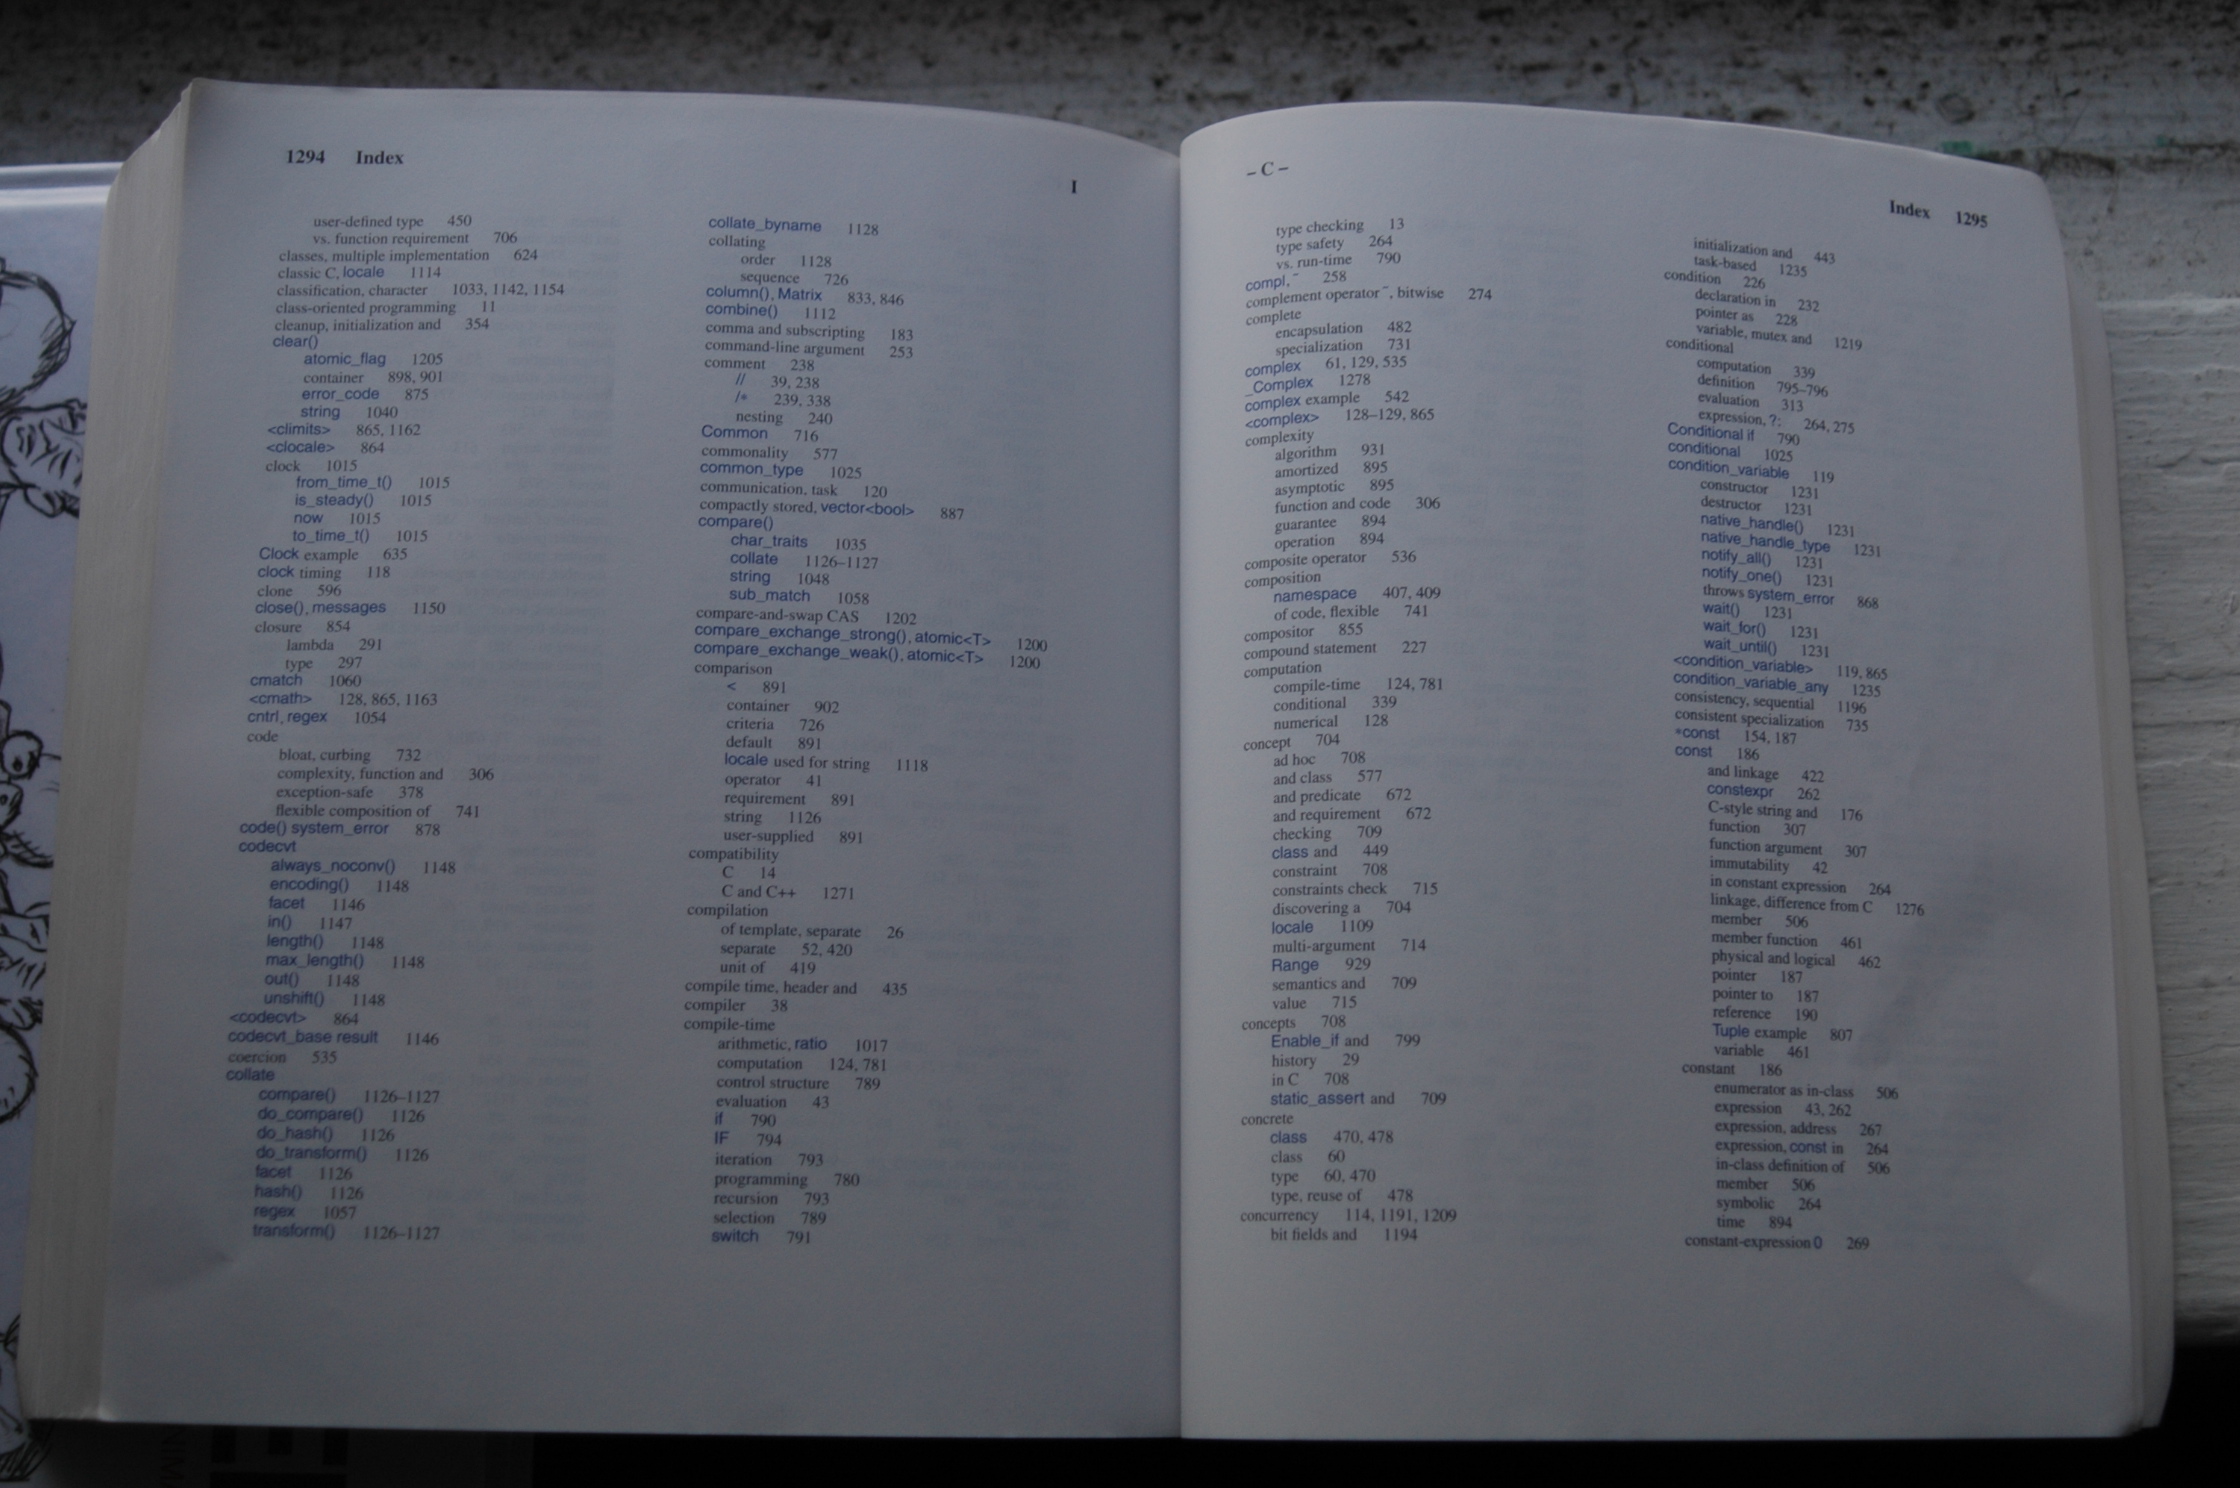 1294 Index
I
user-defined type 450
vs. function requirement 706
classes, multiple implementation 624
classic C, locale 1114
classification, character 1033, 1142, 1154
class-oriented programming 11
cleanup, initialization and 354
clear()
atomic_flag 1205
container 898, 901
error_code 875
string 1040
<climits> 865, 1162
<clocale> 864
clock 1015
from_time_t() 1015
is_steady() 1015
now 1015
to_time_t() 1015
Clock example 635
clock timing 118
clone 596
close(), messages 1150
closure 854
lambda 291
type 297
cmatch 1060
<cmath> 128, 865, 1163
cntrl, regex 1054
code
bloat, curbing 732
complexity, function and 306
exception-safe 378
flexible composition of 741
code() system_error 878
codecvt
always_noconv() 1148
encoding() 1148
facet 1146
in() 1147
length() 1148
max_length() 1148
out() 1148
unshift() 1148
<codecvt> 864
codecvt_base result 1146
coercion 535
collate
compare() 1126–1127
do_compare() 1126
do_hash() 1126
do_transform() 1126
facet 1126
hash() 1126
regex 1057
transform() 1126–1127
collate_byname 1128
collating
order 1128
sequence 726
column(), Matrix 833, 846
combine() 1112
comma and subscripting 183
command-line argument 253
comment 238
// 39, 238
/* 239, 338
nesting 240
Common 716
commonality 577
common_type 1025
communication, task 120
compactly stored, vector<bool> 887
compare()
char_traits 1035
collate 1126–1127
string 1048
sub_match 1058
compare-and-swap CAS 1202
compare_exchange_strong(), atomic<T> 1200
compare_exchange_weak(), atomic<T> 1200
comparison
< 891
container 902
criteria 726
default 891
locale used for string 1118
operator 41
requirement 891
string 1126
user-supplied 891
compatibility
C 14
C and C++ 1271
compilation
of template, separate 26
separate 52, 420
unit of 419
compile time, header and 435
compiler 38
compile-time
arithmetic, ratio 1017
computation 124, 781
control structure 789
evaluation 43
if 790
IF 794
iteration 793
programming 780
recursion 793
selection 789
switch 791
– C –
Index 1295
type checking 13
type safety 264
vs. run-time 790
compl, ~ 258
complement operator ~, bitwise 274
complete
encapsulation 482
specialization 731
complex 61, 129, 535
_Complex 1278
complex example 542
<complex> 128–129, 865
complexity
algorithm 931
amortized 895
asymptotic 895
function and code 306
guarantee 894
operation 894
composite operator 536
composition
namespace 407, 409
of code, flexible 741
compositor 855
compound statement 227
computation
compile-time 124, 781
conditional 339
numerical 128
concept 704
ad hoc 708
and class 577
and predicate 672
and requirement 672
checking 709
class and 449
constraint 708
constraints check 715
discovering a 704
locale 1109
multi-argument 714
Range 929
semantics and 709
value 715
concepts 708
Enable_if and 799
history 29
in C 708
static_assert and 709
concrete
class 470, 478
class 60
type 60, 470
type, reuse of 478
concurrency 114, 1191, 1209
bit fields and 1194
initialization and 443
task-based 1235
condition 226
declaration in 232
pointer as 228
variable, mutex and 1219
conditional
computation 339
definition 795–796
evaluation 313
expression, ?: 264, 275
Conditional if 790
conditional 1025
condition_variable 119
constructor 1231
destructor 1231
native_handle() 1231
native_handle_type 1231
notify_all() 1231
notify_one() 1231
throws system_error 868
wait() 1231
wait_for() 1231
wait_until() 1231
<condition_variable> 119, 865
condition_variable_any 1235
consistency, sequential 1196
consistent specialization 735
*const 154, 187
const 186
and linkage 422
constexpr 262
C-style string and 176
function 307
function argument 307
immutability 42
in constant expression 264
linkage, difference from C 1276
member 506
member function 461
physical and logical 462
pointer 187
pointer to 187
reference 190
Tuple example 807
variable 461
constant 186
enumerator as in-class 506
expression 43, 262
expression, address 267
expression, const in 264
in-class definition of 506
member 506
symbolic 264
time 894
constant-expression 0 269